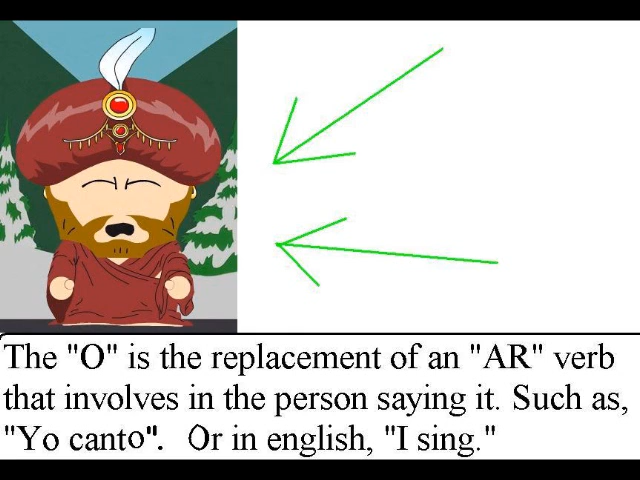 The "O" is the replacement of an "AR" verb
that involves in the person saying it. Such as,
"Yo canto".  Or in english, "I sing."